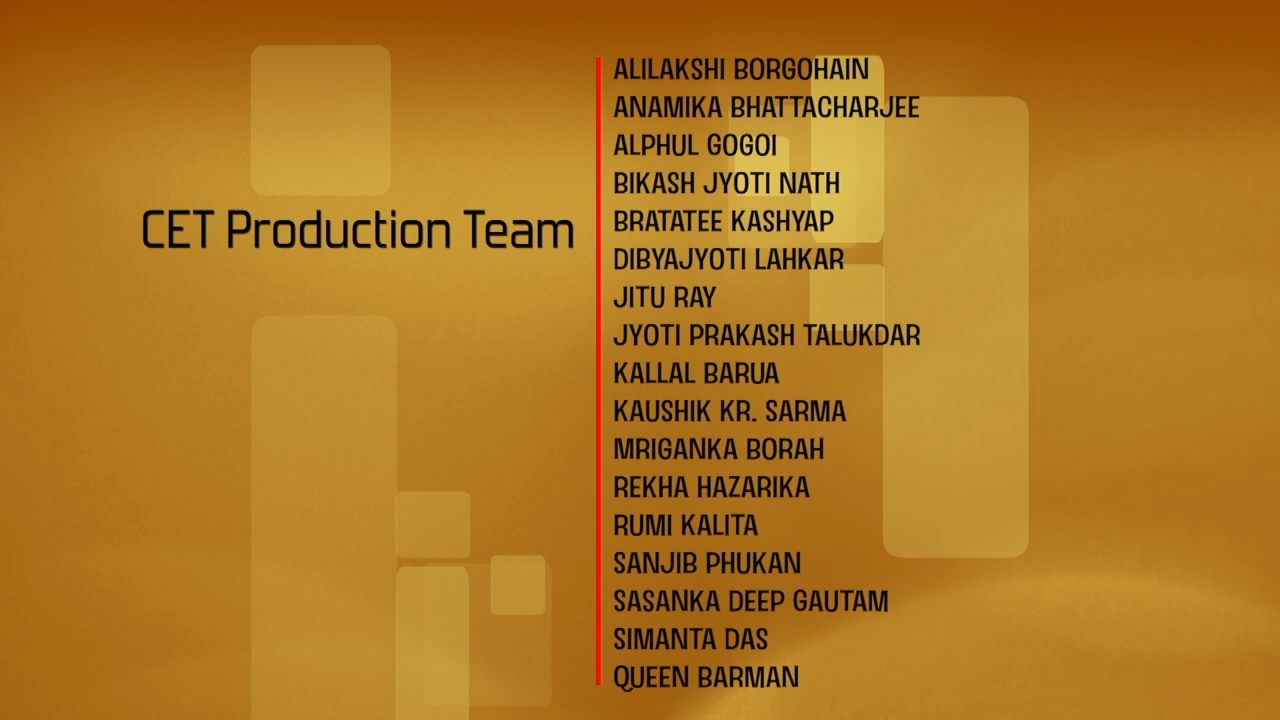 CET Production Team
ALILAKSHI BORGOHAIN
ANAMIKA BHATTACHARJEE
ALPHUL GOGOI
BIKASH JYOTI NATH
BRATATEE KASHYAP
DIBYAJYOTI LAHKAR
JITU RAY
JYOTI PRAKASH TALUKDAR
KALLAL BARUA
KAUSHIK KR. SARMA
MRIGANKA BORAH
REKHA HAZARIKA
RUMI KALITA
SANJIB PHUKAN
SASANKA DEEP GAUTAM
SIMANTA DAS
QUEEN BARMAN